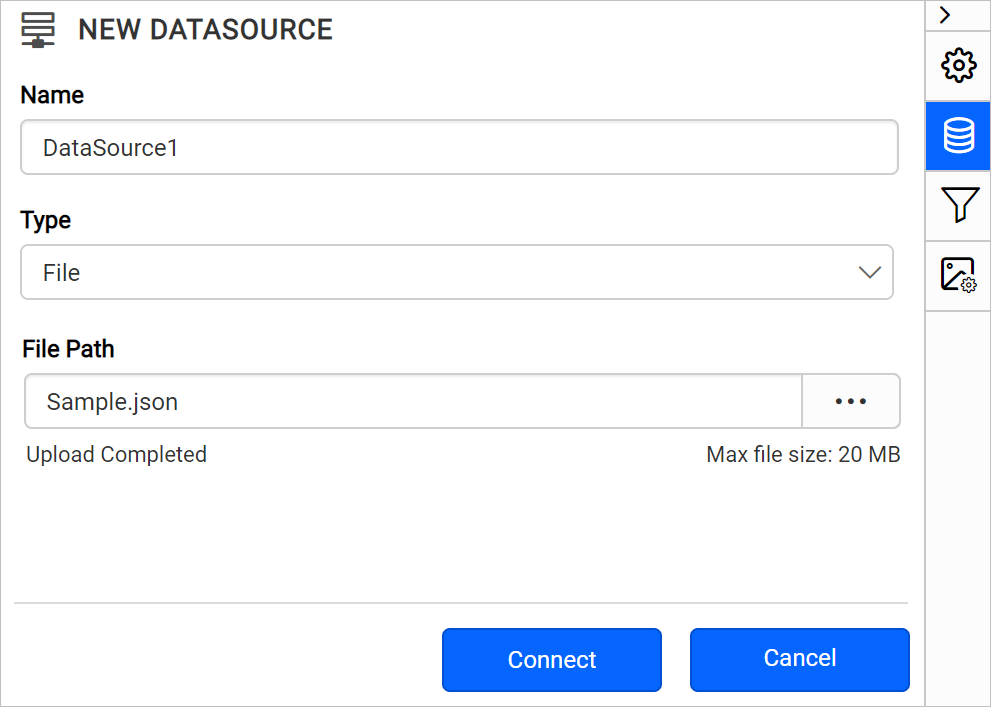 NEW DATASOURCE
Name
DataSource1
Type
File
File Path
Sample.json
Upload Completed Max file size: 20 MB
Connect Cancel